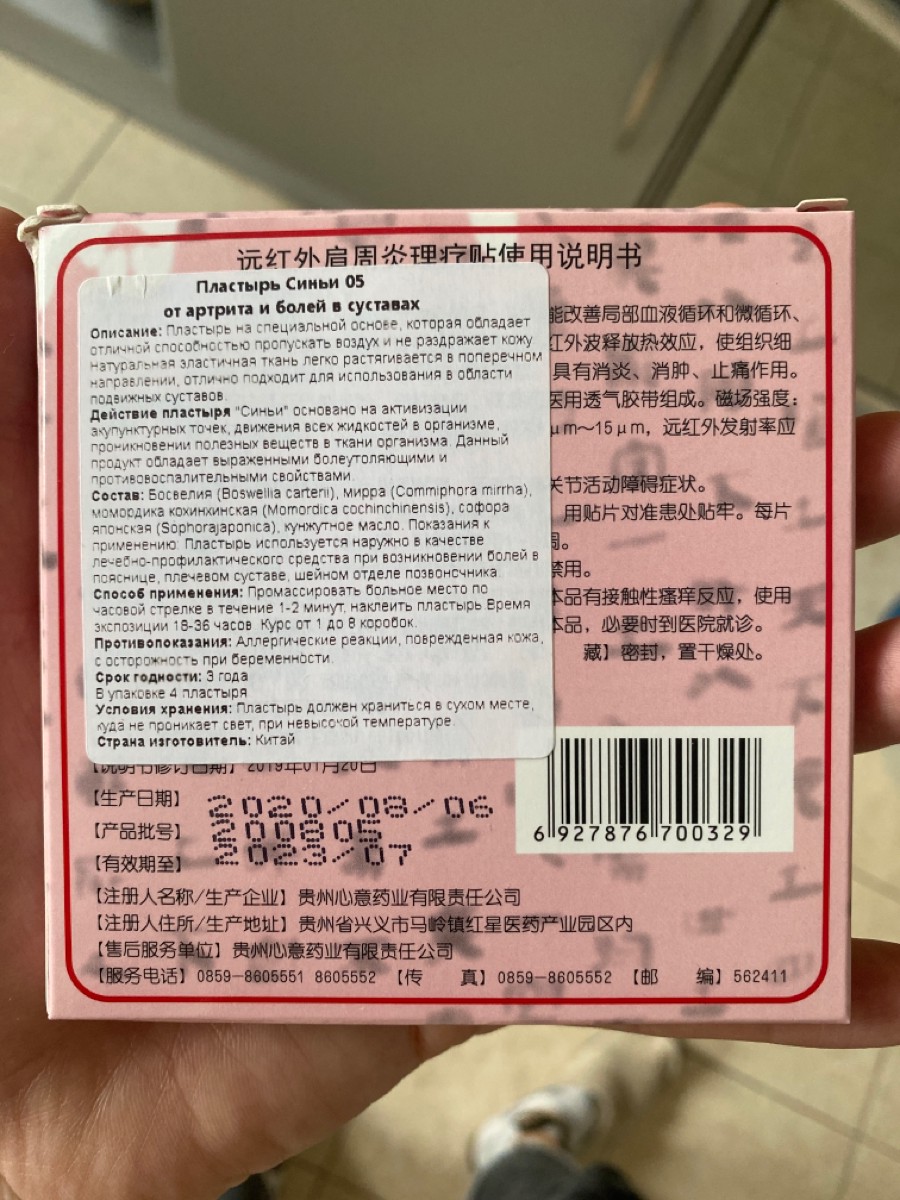 远红外肩周炎理疗贴使用说明书
Пластырь Синьи 05
от артрита и болей в суставах
Описание: Пластырь на специальной основе, которая обладает
отличной способностью пропускать воздух и не раздражает кожу
натуральная эластичная ткань легко растягивается в поперечном
направлении, отлично подходит для использования в области
подвижных суставов.
Действие пластыря "Синьи" основано на активизации
акупунктурных точек, движения всех жидкостей в организме,
проникновении полезных веществ в ткани организма. Данный
продукт обладает выраженными болеутоляющими и
противовоспалительными свойствами.
Состав: Босвелия (Boswellia carterii), мирра (Commiphora mirrha),
момордика кохинхинская (Momordica cochinchinensis), софора
японская (Sophorajaponica), кунжутное масло. Показания к
применению: Пластырь используется наружно в качестве
лечебно-профилактического средства при возникновении болей в
пояснице, плечевом суставе, шейном отделе позвоночника.
Способ применения: Промассировать больное место по
часовой стрелке в течение 1-2 минут, наклеить пластырь Время
экспозиции 18-36 часов. Курс от 1 до 8 коробок.
Противопоказания: Аллергические реакции, поврежденная кожа,
с осторожность при беременности.
Срок годности: 3 года
В упаковке 4 пластыря
Условия хранения: Пластырь должен храниться в сухом месте,
куда не проникает свет, при невысокой температуре.
Страна изготовитель: Китай
能改善局部血液循环和微循环、
红外波释放热效应，使组织细
具有消炎、消肿、止痛作用。
医用透气胶带组成。磁场强度：
μm～15μm，远红外发射率应
关节活动障碍症状。
用贴片对准患处贴牢。每片
周。
禁用。
本品有接触性瘙痒反应，使用
本品，必要时到医院就诊。
藏】密封，置干燥处。
【说明书修订日期】2019年01月20日
【生产日期】 2020/08/06
【产品批号】 200805
【有效期至】 2023/07
6 927876 700329
【注册人名称/生产企业】贵州心意药业有限责任公司
【注册人住所/生产地址】贵州省兴义市马岭镇红星医药产业园区内
【售后服务单位】贵州心意药业有限责任公司
【服务电话】0859-8605551 8605552 【传 真】0859-8605552 【邮 编】562411